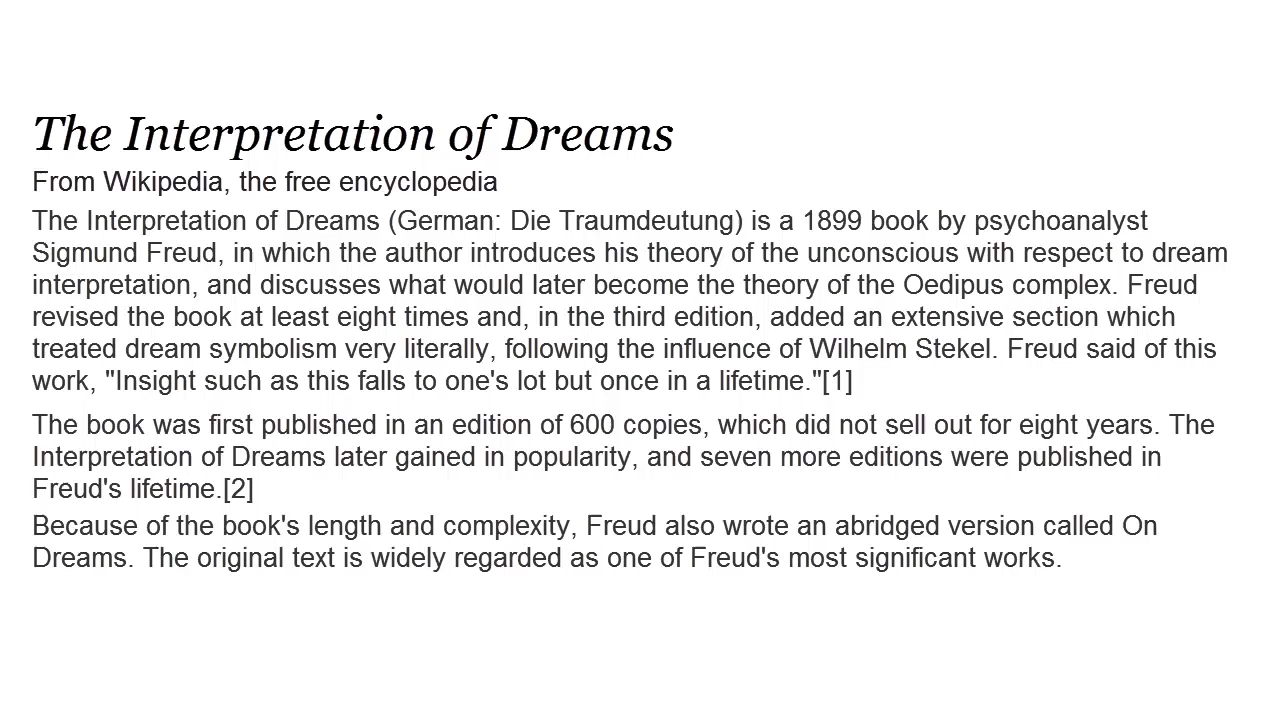 The Interpretation of Dreams
From Wikipedia, the free encyclopedia
The Interpretation of Dreams (German: Die Traumdeutung) is a 1899 book by psychoanalyst
Sigmund Freud, in which the author introduces his theory of the unconscious with respect to dream
interpretation, and discusses what would later become the theory of the Oedipus complex. Freud
revised the book at least eight times and, in the third edition, added an extensive section which
treated dream symbolism very literally, following the influence of Wilhelm Stekel. Freud said of this
work, "Insight such as this falls to one's lot but once in a lifetime."[1]
The book was first published in an edition of 600 copies, which did not sell out for eight years. The
Interpretation of Dreams later gained in popularity, and seven more editions were published in
Freud's lifetime.[2]
Because of the book's length and complexity, Freud also wrote an abridged version called On
Dreams. The original text is widely regarded as one of Freud's most significant works.